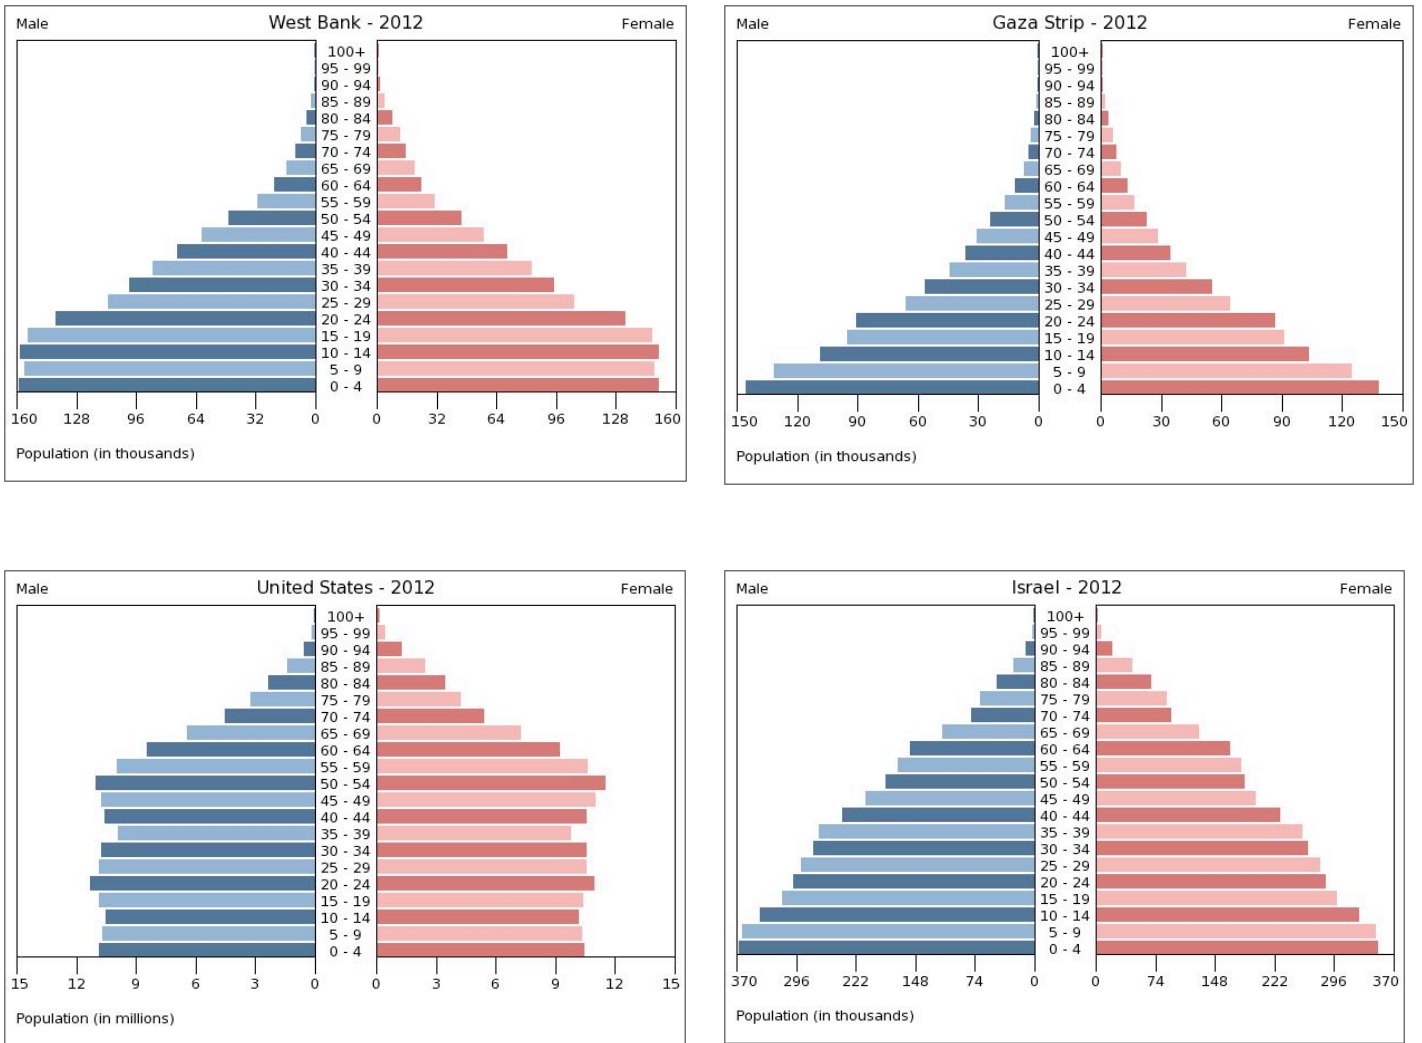 West Bank - 2012
Male Female
100+
95 - 99
90 - 94
85 - 89
80 - 84
75 - 79
70 - 74
65 - 69
60 - 64
55 - 59
50 - 54
45 - 49
40 - 44
35 - 39
30 - 34
25 - 29
20 - 24
15 - 19
10 - 14
5 - 9
0 - 4
160 128 96 64 32 0 0 32 64 96 128 160
Population (in thousands)
Gaza Strip - 2012
Male Female
100+
95 - 99
90 - 94
85 - 89
80 - 84
75 - 79
70 - 74
65 - 69
60 - 64
55 - 59
50 - 54
45 - 49
40 - 44
35 - 39
30 - 34
25 - 29
20 - 24
15 - 19
10 - 14
5 - 9
0 - 4
150 120 90 60 30 0 0 30 60 90 120 150
Population (in thousands)
United States - 2012
Male Female
100+
95 - 99
90 - 94
85 - 89
80 - 84
75 - 79
70 - 74
65 - 69
60 - 64
55 - 59
50 - 54
45 - 49
40 - 44
35 - 39
30 - 34
25 - 29
20 - 24
15 - 19
10 - 14
5 - 9
0 - 4
15 12 9 6 3 0 0 3 6 9 12 15
Population (in millions)
Israel - 2012
Male Female
100+
95 - 99
90 - 94
85 - 89
80 - 84
75 - 79
70 - 74
65 - 69
60 - 64
55 - 59
50 - 54
45 - 49
40 - 44
35 - 39
30 - 34
25 - 29
20 - 24
15 - 19
10 - 14
5 - 9
0 - 4
370 296 222 148 74 0 0 74 148 222 296 370
Population (in thousands)